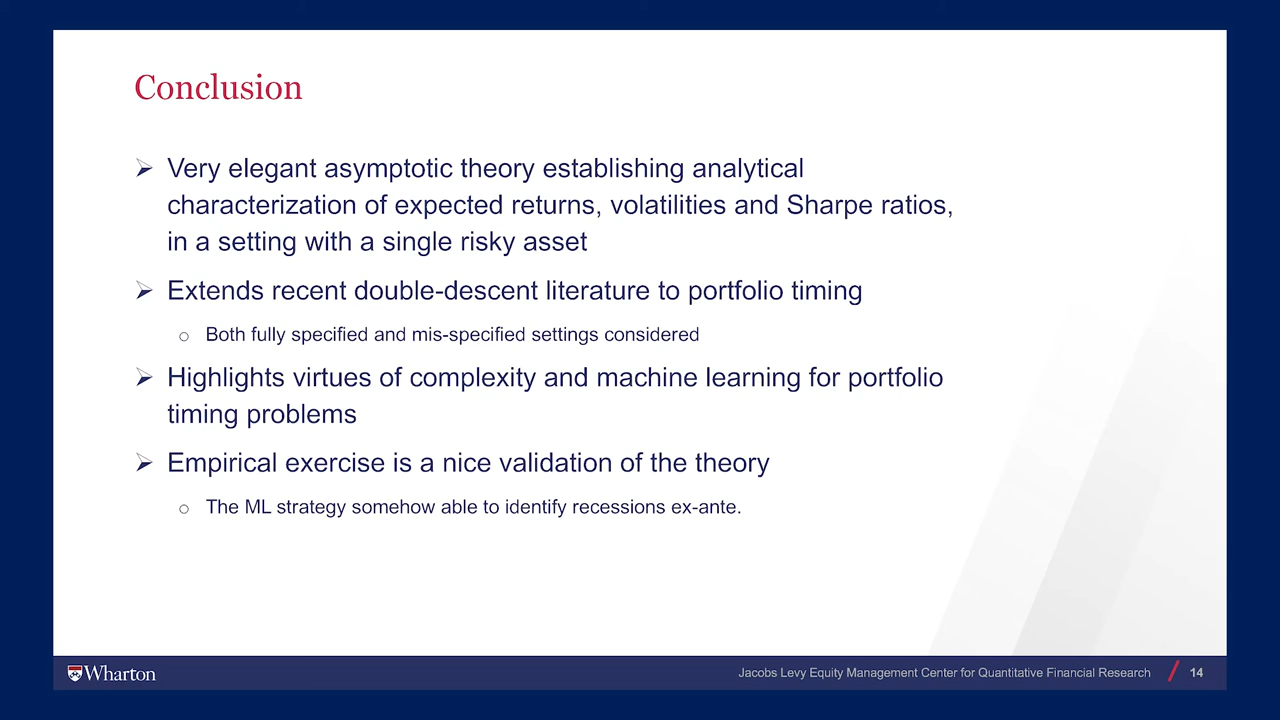 Conclusion
➢ Very elegant asymptotic theory establishing analytical
characterization of expected returns, volatilities and Sharpe ratios,
in a setting with a single risky asset
➢ Extends recent double-descent literature to portfolio timing
o Both fully specified and mis-specified settings considered
➢ Highlights virtues of complexity and machine learning for portfolio
timing problems
➢ Empirical exercise is a nice validation of the theory
o The ML strategy somehow able to identify recessions ex-ante.
Wharton
Jacobs Levy Equity Management Center for Quantitative Financial Research / 14